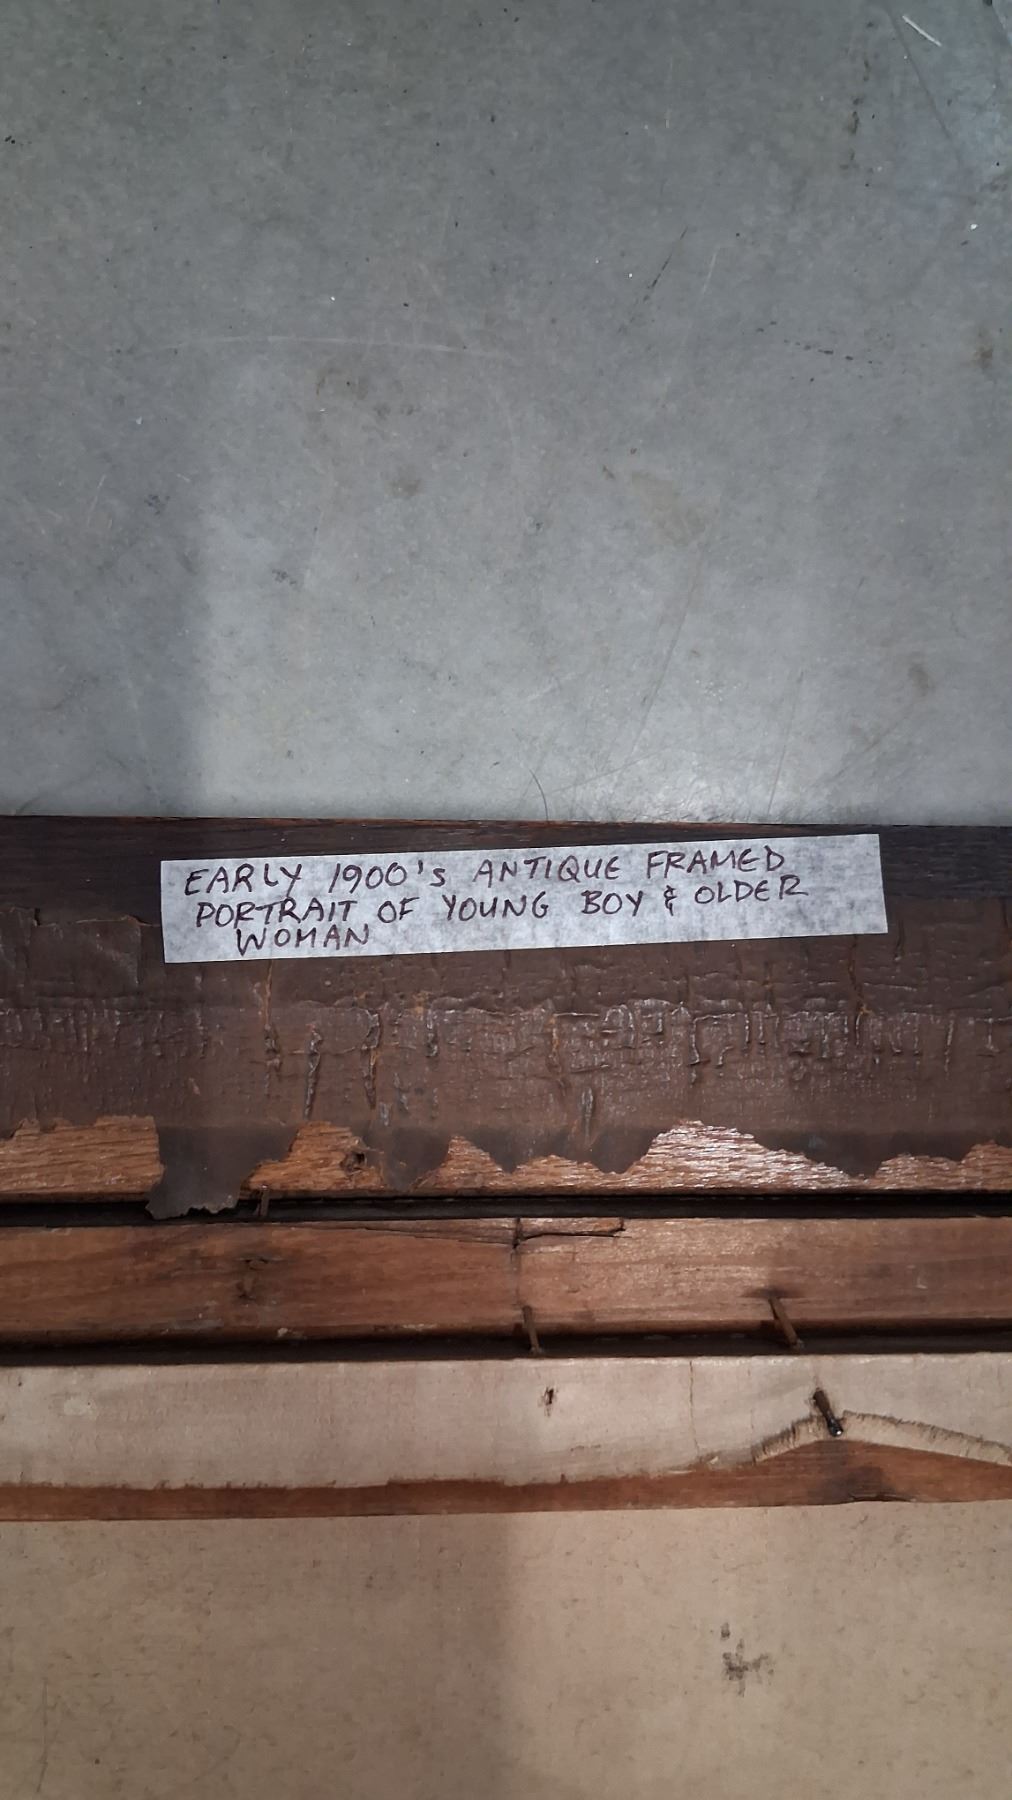 EARLY 1900's ANTIQUE FRAMED
PORTRAIT OF YOUNG BOY & OLDER
WOMAN